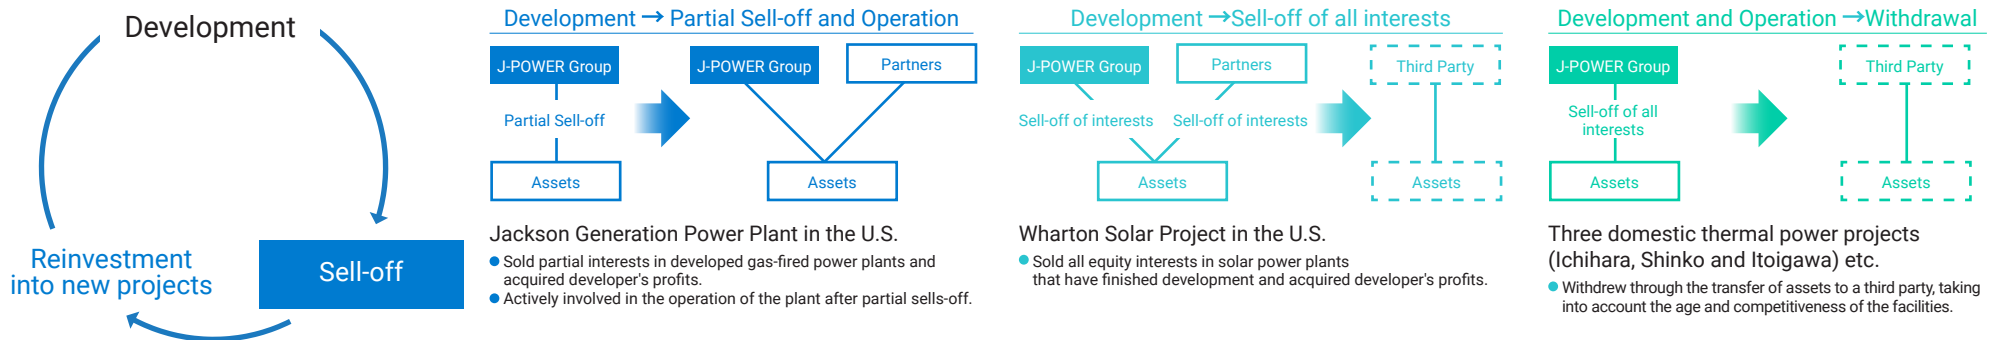 Development
Sell-off
Reinvestment
into new projects
Development → Partial Sell-off and Operation
J-POWER Group
Partial Sell-off
Assets
J-POWER Group
Partners
Assets
Jackson Generation Power Plant in the U.S.
● Sold partial interests in developed gas-fired power plants and
acquired developer's profits.
● Actively involved in the operation of the plant after partial sells-off.
Development →Sell-off of all interests
J-POWER Group
Partners
Sell-off of interests
Sell-off of interests
Assets
Third Party
Assets
Wharton Solar Project in the U.S.
● Sold all equity interests in solar power plants
that have finished development and acquired developer's profits.
Development and Operation →Withdrawal
J-POWER Group
Sell-off of all
interests
Assets
Third Party
Assets
Three domestic thermal power projects
(Ichihara, Shinko and Itoigawa) etc.
● Withdrew through the transfer of assets to a third party, taking
into account the age and competitiveness of the facilities.